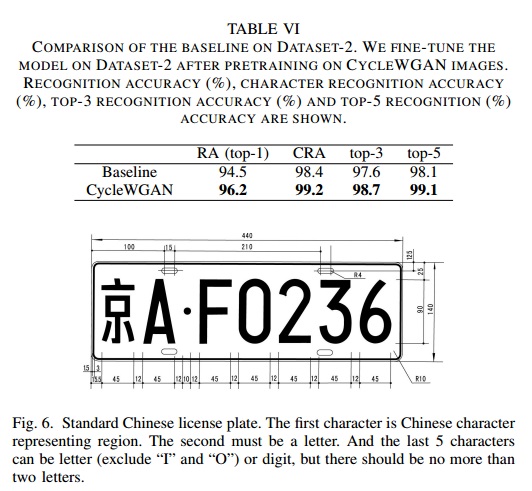 TABLE VI
COMPARISON OF THE BASELINE ON DATASET-2. WE FINE-TUNE THE
MODEL ON DATASET-2 AFTER PRETRAINING ON CYCLEWGAN IMAGES.
RECOGNITION ACCURACY (%), CHARACTER RECOGNITION ACCURACY
(%), TOP-3 RECOGNITION ACCURACY (%) AND TOP-5 RECOGNITION (%)
ACCURACY ARE SHOWN.
RA (top-1) CRA top-3 top-5
Baseline 94.5 98.4 97.6 98.1
CycleWGAN 96.2 99.2 98.7 99.1
440
100 15 210 125
R4 25
京A·F0236
90 140
15 3
15.5 45 12 45 12 10 12 45 12 45 12 45 12 45 12 45 R10
Fig. 6. Standard Chinese license plate. The first character is Chinese character
representing region. The second must be a letter. And the last 5 characters
can be letter (exclude “I” and “O”) or digit, but there should be no more than
two letters.